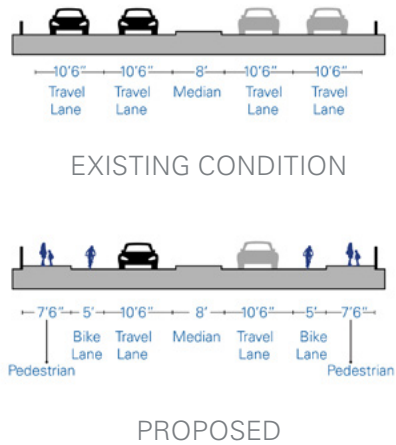 10'6" 10'6" 8' 10'6" 10'6"
Travel Travel Median Travel Travel
Lane Lane Lane Lane
EXISTING CONDITION
7'6" 5' 10'6" 8' 10'6" 5' 7'6"
Bike Travel Median Travel Bike
Lane Lane Lane Lane
Pedestrian Pedestrian
PROPOSED